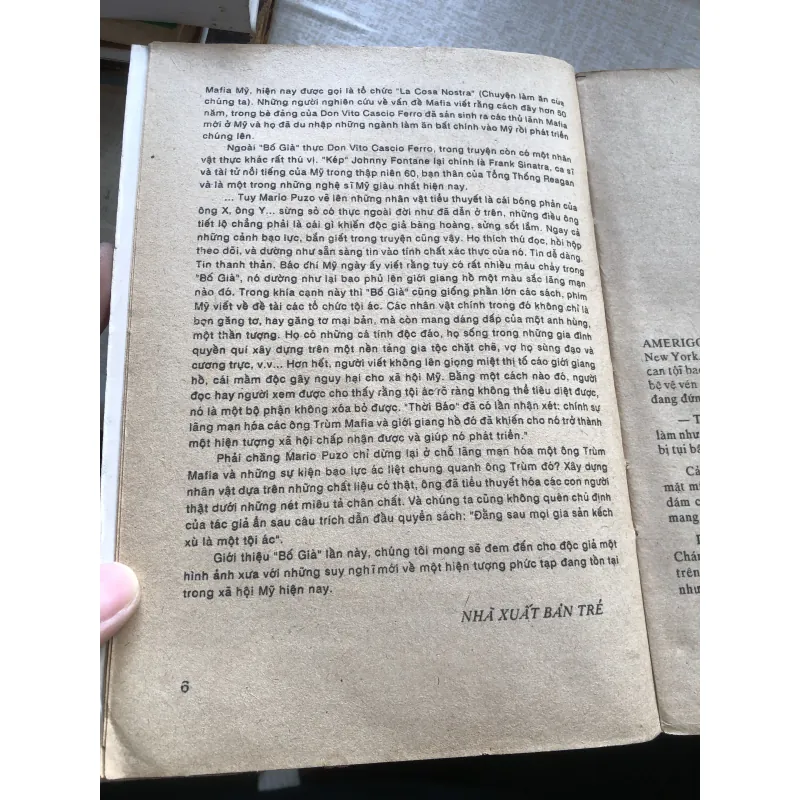 Mafia Mỹ, hiện nay được gọi là tổ chức "La Cosa Nostra" (Chuyện làm ăn của
chúng ta). Những người nghiên cứu về vấn đề Mafia viết rằng cách đây hơn 50
năm, trong bè đảng của Don Vito Cascio Ferro đã sản sinh ra các thủ lãnh Mafia
mới ở Mỹ và họ đã du nhập những ngành làm ăn bất chính vào Mỹ rồi phát triển
chúng lên.
Ngoài "Bố Già" thực Don Vito Cascio Ferro, trong truyện còn có một nhân
vật thực khác rất thú vị. "Kép" Johnny Fontane lại chính là Frank Sinatra, ca sĩ
và tài tử nổi tiếng của Mỹ trong thập niên 60, bạn thân của Tổng Thống Reagan
và là một trong những nghệ sĩ Mỹ giàu nhất hiện nay.
... Tuy Mario Puzo vẽ lên những nhân vật tiểu thuyết là cái bóng phản của
ông X, ông Y... sừng sỏ có thực ngoài đời như đã dẫn ở trên, những điều ông
tiết lộ chẳng phải là cái gì khiến độc giả bàng hoàng, sửng sốt lắm. Ngay cả
những cảnh bạo lực, bắn giết trong truyện cũng vậy. Họ thích thú đọc, hồi hộp
theo dõi, và dường như sẵn sàng tin vào tính chất xác thực của nó. Tin dễ dàng.
Tin thanh thản. Báo chí Mỹ ngày ấy viết rằng tuy có rất nhiều máu chảy trong
"Bố Già", nó dường như lại bao phủ lên giới giang hồ một màu sắc lãng mạn
nào đó. Trong khía cạnh này thì "Bố Già" cũng giống phần lớn các sách, phim
Mỹ viết về đề tài các tổ chức tội ác. Các nhân vật chính trong đó không chỉ là
bọn găng tơ, hay găng tơ mại bản, mà còn mang dáng dấp của một anh hùng,
một thần tượng. Họ có những cá tính độc đáo, họ sống trong những gia đình
quyền quí xây dựng trên một nền tảng gia tộc chặt chẽ, vợ họ sùng đạo và
cương trực, v.v... Hơn hết, người viết không lên giọng miệt thị tố cáo giới giang
hồ, cái mầm độc gây nguy hại cho xã hội Mỹ. Bằng một cách nào đó, người
đọc hay người xem được cho thấy rằng tội ác rõ ràng không thể tiêu diệt được,
nó là một bộ phận không xóa bỏ được. "Thời Báo" đã có lần nhận xét: chính sự
lãng mạn hóa các ông Trùm Mafia và giới giang hồ đó đã khiến cho nó trở thành
một hiện tượng xã hội chấp nhận được và giúp nó phát triển."
Phải chăng Mario Puzo chỉ dừng lại ở chỗ lãng mạn hóa một ông Trùm
Mafia và những sự kiện bạo lực ác liệt chung quanh ông Trùm đó? Xây dựng
nhân vật dựa trên những chất liệu có thật, ông đã tiểu thuyết hóa các con người
thật dưới những nét miêu tả chân chất. Và chúng ta cũng không quên chủ định
của tác giả ẩn sau câu trích dẫn đầu quyển sách: "Đằng sau mọi gia sản kếch
xù là một tội ác".
Giới thiệu "Bố Già" lần này, chúng tôi mong sẽ đem đến cho độc giả một
hình ảnh xưa với những suy nghĩ mới về một hiện tượng phức tạp đang tồn tại
trong xã hội Mỹ hiện nay.
NHÀ XUẤT BẢN TRẺ
6
AMERIGO
New York,
can tội bạo
bệ vệ vén
đang đứn
— T
làm như
bị tụi bâ
Cả
mặt m
dám c
mang
Chán
trên
như